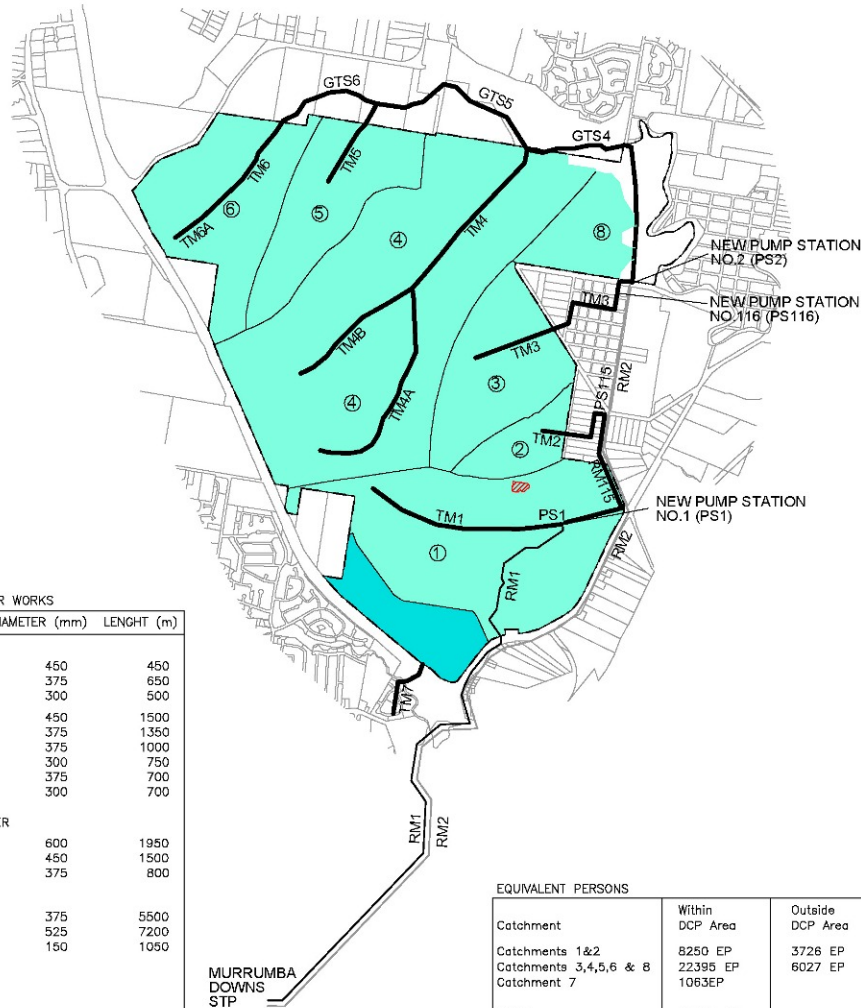 GTS6
GTS5
GTS4
TM5
TM6
TM6A
⑥
⑤
④
TM4
⑧
NEW PUMP STATION
NO.2 (PS2)
NEW PUMP STATION
NO.116 (PS116)
TM3
TM3
TM4B
③
PS115
RM2
④
TM4A
TM2
②
RM115
NEW PUMP STATION
NO.1 (PS1)
TM1
PS1
①
RM1
RM2
TM7
RM1
RM2
MURRUMBA
DOWNS
STP
R WORKS
IAMETER (mm) LENGHT (m)
450 450
375 650
300 500
450 1500
375 1350
375 1000
300 750
375 700
300 700
ER
600 1950
450 1500
375 800
375 5500
525 7200
150 1050
EQUIVALENT PERSONS
Catchment Within DCP Area Outside DCP Area
Catchments 1&2 8250 EP 3726 EP
Catchments 3,4,5,6 & 8 22395 EP 6027 EP
Catchment 7 1063EP